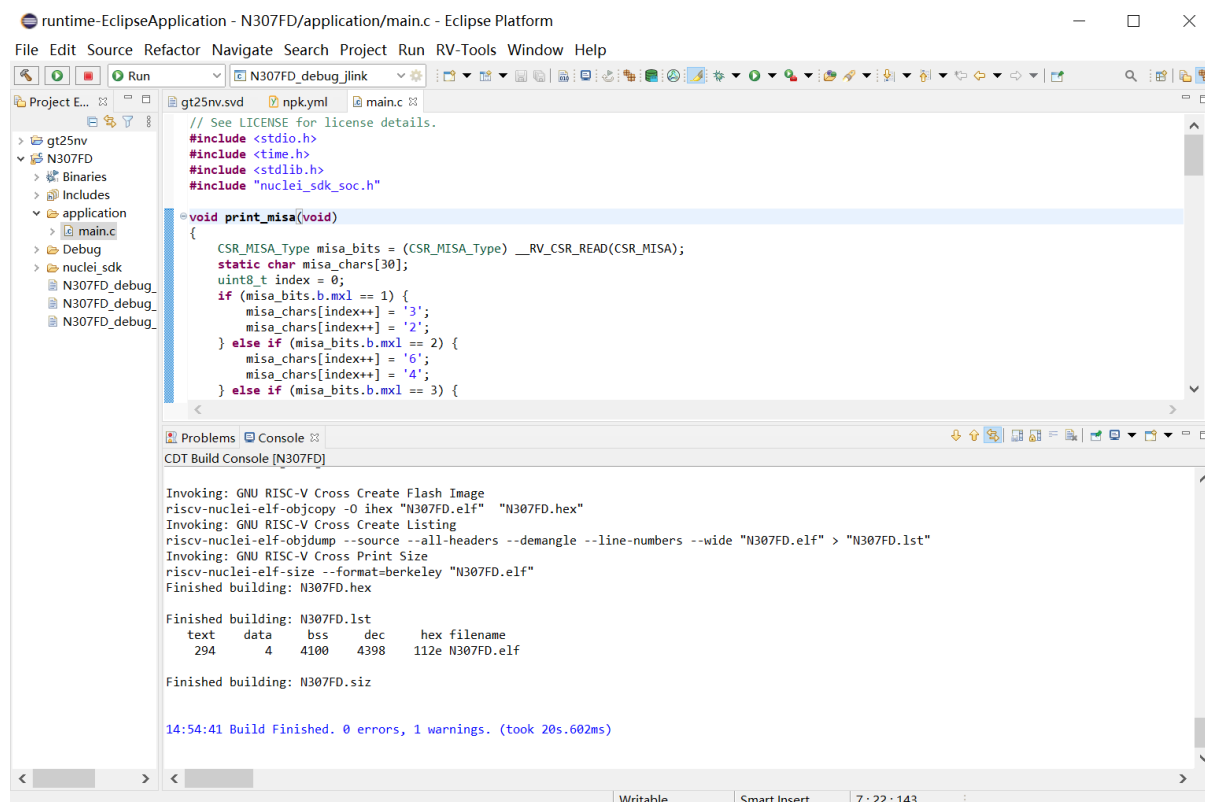 runtime-EclipseApplication - N307FD/application/main.c - Eclipse Platform
File Edit Source Refactor Navigate Search Project Run RV-Tools Window Help
Run N307FD_debug_jlink
Project E... gt25nv.svd npk.yml main.c
gt25nv
N307FD
Binaries
Includes
application
main.c
Debug
nuclei_sdk
N307FD_debug_
N307FD_debug_
N307FD_debug_
// See LICENSE for license details.
#include <stdio.h>
#include <time.h>
#include <stdlib.h>
#include "nuclei_sdk_soc.h"
void print_misa(void)
{
CSR_MISA_Type misa_bits = (CSR_MISA_Type) __RV_CSR_READ(CSR_MISA);
static char misa_chars[30];
uint8_t index = 0;
if (misa_bits.b.mxl == 1) {
misa_chars[index++] = '3';
misa_chars[index++] = '2';
} else if (misa_bits.b.mxl == 2) {
misa_chars[index++] = '6';
misa_chars[index++] = '4';
} else if (misa_bits.b.mxl == 3) {
Problems Console
CDT Build Console [N307FD]
Invoking: GNU RISC-V Cross Create Flash Image
riscv-nuclei-elf-objcopy -O ihex "N307FD.elf" "N307FD.hex"
Invoking: GNU RISC-V Cross Create Listing
riscv-nuclei-elf-objdump --source --all-headers --demangle --line-numbers --wide "N307FD.elf" > "N307FD.lst"
Invoking: GNU RISC-V Cross Print Size
riscv-nuclei-elf-size --format=berkeley "N307FD.elf"
Finished building: N307FD.hex
Finished building: N307FD.lst
text data bss dec hex filename
294 4 4100 4398 112e N307FD.elf
Finished building: N307FD.siz
14:54:41 Build Finished. 0 errors, 1 warnings. (took 20s.602ms)
Writable Smart Insert 7 : 22 : 143